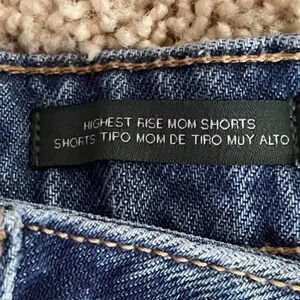 HIGHEST RISE MOM SHORTS
SHORTS TIPO MOM DE TIRO MUY ALTO